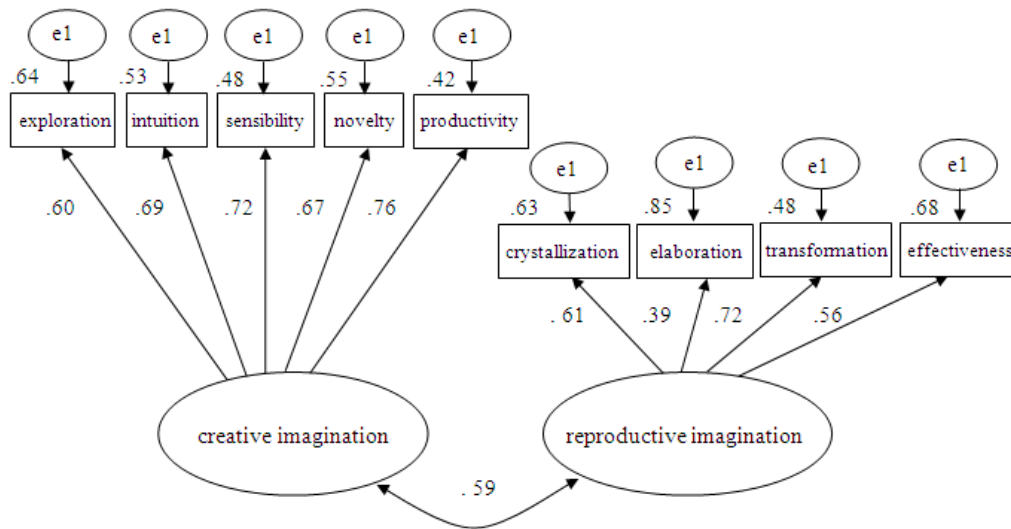 e1 e1 e1 e1 e1
.64 .53 .48 .55 .42
exploration intuition sensibility novelty productivity
e1 e1 e1 e1
.60 .69 .72 .67 .76
.63 .85 .48 .68
crystallization elaboration transformation effectiveness
. 61 .39 .72 .56
creative imagination reproductive imagination
. 59